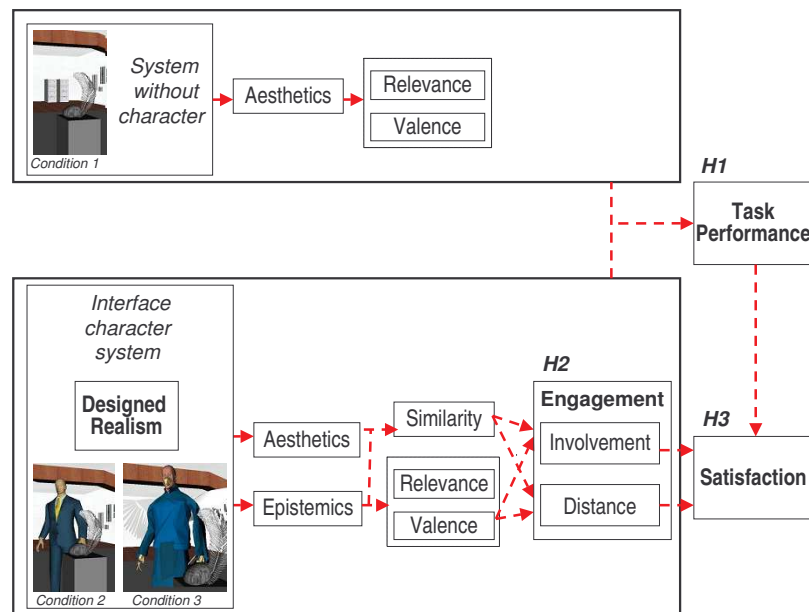 System
without
character
Condition 1
Aesthetics
Relevance
Valence
H1
Task
Performance
Interface
character
system
Designed
Realism
Condition 2
Condition 3
Aesthetics
Epistemics
Similarity
Relevance
Valence
H2
Engagement
Involvement
Distance
H3
Satisfaction